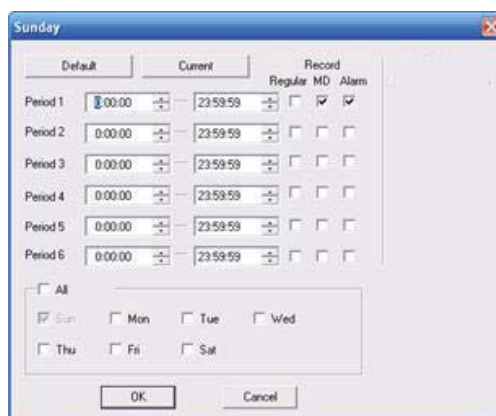 Sunday
Default Current Record
Regular MD Alarm
Period 1 0:00:00 23:59:59
Period 2 0:00:00 23:59:59
Period 3 0:00:00 23:59:59
Period 4 0:00:00 23:59:59
Period 5 0:00:00 23:59:59
Period 6 0:00:00 23:59:59
All
Sun Mon Tue Wed
Thu Fri Sat
OK Cancel